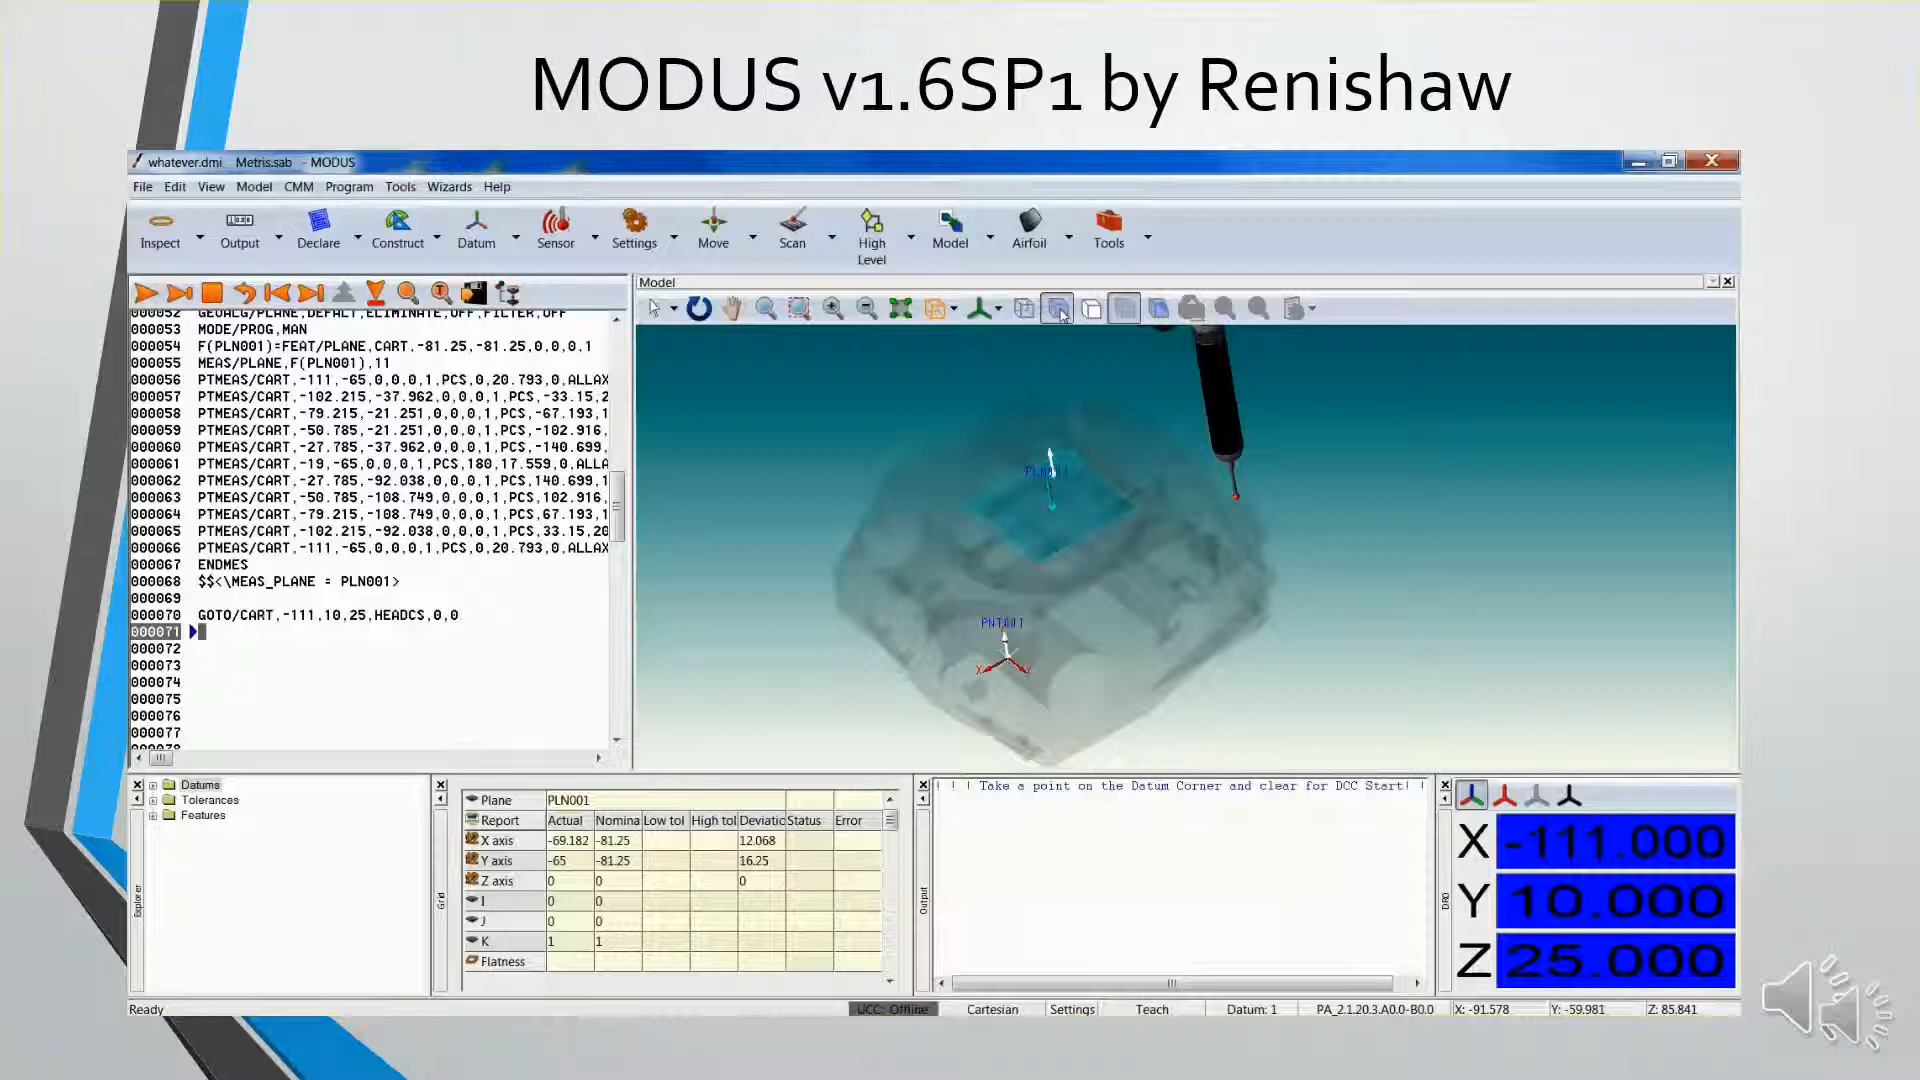 MODUS v1.6SP1 by Renishaw
whatever.dmi Metris.sab - MODUS
File Edit View Model CMM Program Tools Wizards Help
Inspect Output Declare Construct Datum Sensor Settings Move Scan High Level Model Airfoil Tools
Model
000052 GEOALG/PLANE,DEFALT,ELIMINATE,OFF,FILTER,OFF
000053 MODE/PROG,MAN
000054 F(PLN001)=FEAT/PLANE,CART,-81.25,-81.25,0,0,0,1
000055 MEAS/PLANE,F(PLN001),11
000056 PTMEAS/CART,-111,-65,0,0,0,1,PCS,0,20.793,0,ALLAX
000057 PTMEAS/CART,-102.215,-37.962,0,0,0,1,PCS,-33.15,2
000058 PTMEAS/CART,-79.215,-21.251,0,0,0,1,PCS,-67.193,1
000059 PTMEAS/CART,-50.785,-21.251,0,0,0,1,PCS,-102.916,
000060 PTMEAS/CART,-27.785,-37.962,0,0,0,1,PCS,-140.699,
000061 PTMEAS/CART,-19,-65,0,0,0,1,PCS,180,17.559,0,ALLA
000062 PTMEAS/CART,-27.785,-92.038,0,0,0,1,PCS,140.699,1
000063 PTMEAS/CART,-50.785,-108.749,0,0,0,1,PCS,102.916,
000064 PTMEAS/CART,-79.215,-108.749,0,0,0,1,PCS,67.193,1
000065 PTMEAS/CART,-102.215,-92.038,0,0,0,1,PCS,33.15,20
000066 PTMEAS/CART,-111,-65,0,0,0,1,PCS,0,20.793,0,ALLAX
000067 ENDMES
000068 $$<\MEAS_PLANE = PLN001>
000069
000070 GOTO/CART,-111,10,25,HEADCS,0,0
000071
000072
000073
000074
000075
000076
000077
000078
PLN001
PNT001
X Y
Datums
Tolerances
Features
Explorer
Grid
Plane PLN001
Report Actual Nomina Low tol High tol Deviatic Status Error
X axis -69.182 -81.25 12.068
Y axis -65 -81.25 16.25
Z axis 0 0 0
I 0 0
J 0 0
K 1 1
Flatness
Output
! ! ! Take a point on the Datum Corner and clear for DCC Start! !
DRO
X -111.000
Y 10.000
Z 25.000
Ready UCC: Offline Cartesian Settings Teach Datum: 1 PA_2.1.20.3.A0.0-B0.0 X: -91.578 Y: -59.981 Z: 85.841